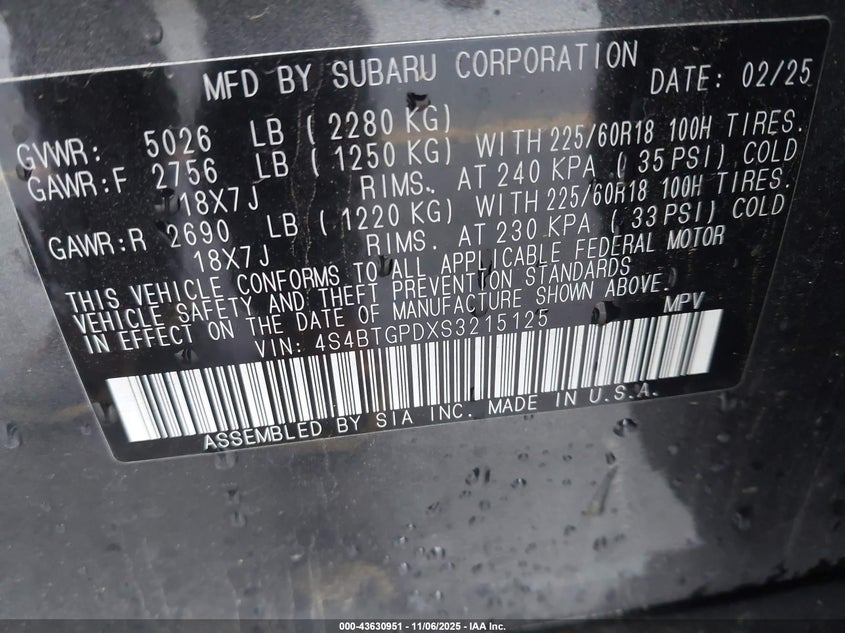 MFD BY SUBARU CORPORATION DATE: 02/25
GVWR: 5026 LB ( 2280 KG)
GAWR:F 2756 LB ( 1250 KG) WITH 225/60R18 100H TIRES.
18X7J RIMS. AT 240 KPA ( 35 PSI) COLD
GAWR:R 2690 LB ( 1220 KG) WITH 225/60R18 100H TIRES.
18X7J RIMS. AT 230 KPA ( 33 PSI) COLD
THIS VEHICLE CONFORMS TO ALL APPLICABLE FEDERAL MOTOR
VEHICLE SAFETY AND THEFT PREVENTION STANDARDS
IN EFFECT ON THE DATE OF MANUFACTURE SHOWN ABOVE.
VIN: 4S4BTGPDXS3215125 MPV
ASSEMBLED BY SIA INC. MADE IN U.S.A.
000-43630951 - 11/06/2025 - IAA Inc.